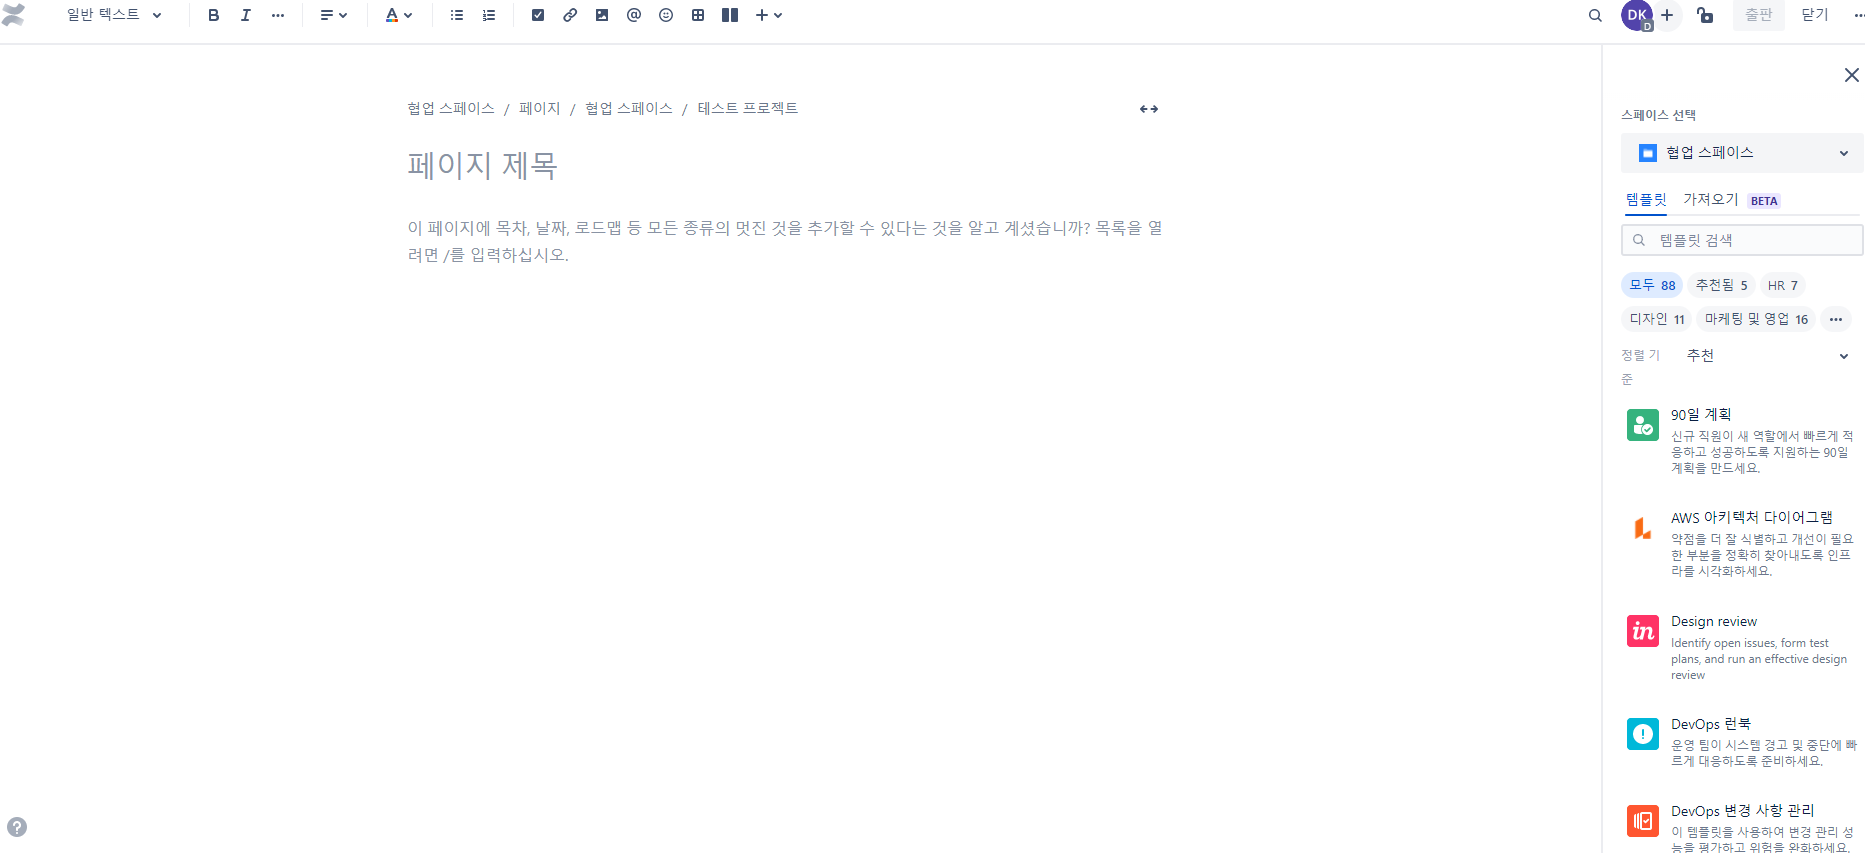 일반 텍스트
B I ··· A @
DK
D
출판 닫기
협업 스페이스 / 페이지 / 협업 스페이스 / 테스트 프로젝트
페이지 제목
이 페이지에 목차, 날짜, 로드맵 등 모든 종류의 멋진 것을 추가할 수 있다는 것을 알고 계셨습니까? 목록을 열
려면 /를 입력하십시오.
스페이스 선택
협업 스페이스
템플릿 가져오기 BETA
템플릿 검색
모두 88 추천됨 5 HR 7
디자인 11 마케팅 및 영업 16 ···
정렬 기
준
추천
90일 계획
신규 직원이 새 역할에서 빠르게 적
응하고 성공하도록 지원하는 90일
계획을 만드세요.
AWS 아키텍처 다이어그램
약점을 더 잘 식별하고 개선이 필요
한 부분을 정확히 찾아내도록 인프
라를 시각화하세요.
in
Design review
Identify open issues, form test
plans, and run an effective design
review
DevOps 런북
운영 팀이 시스템 경고 및 중단에 빠
르게 대응하도록 준비하세요.
DevOps 변경 사항 관리
이 템플릿을 사용하여 변경 관리 성
능을 평가하고 위험을 완화하세요.
?